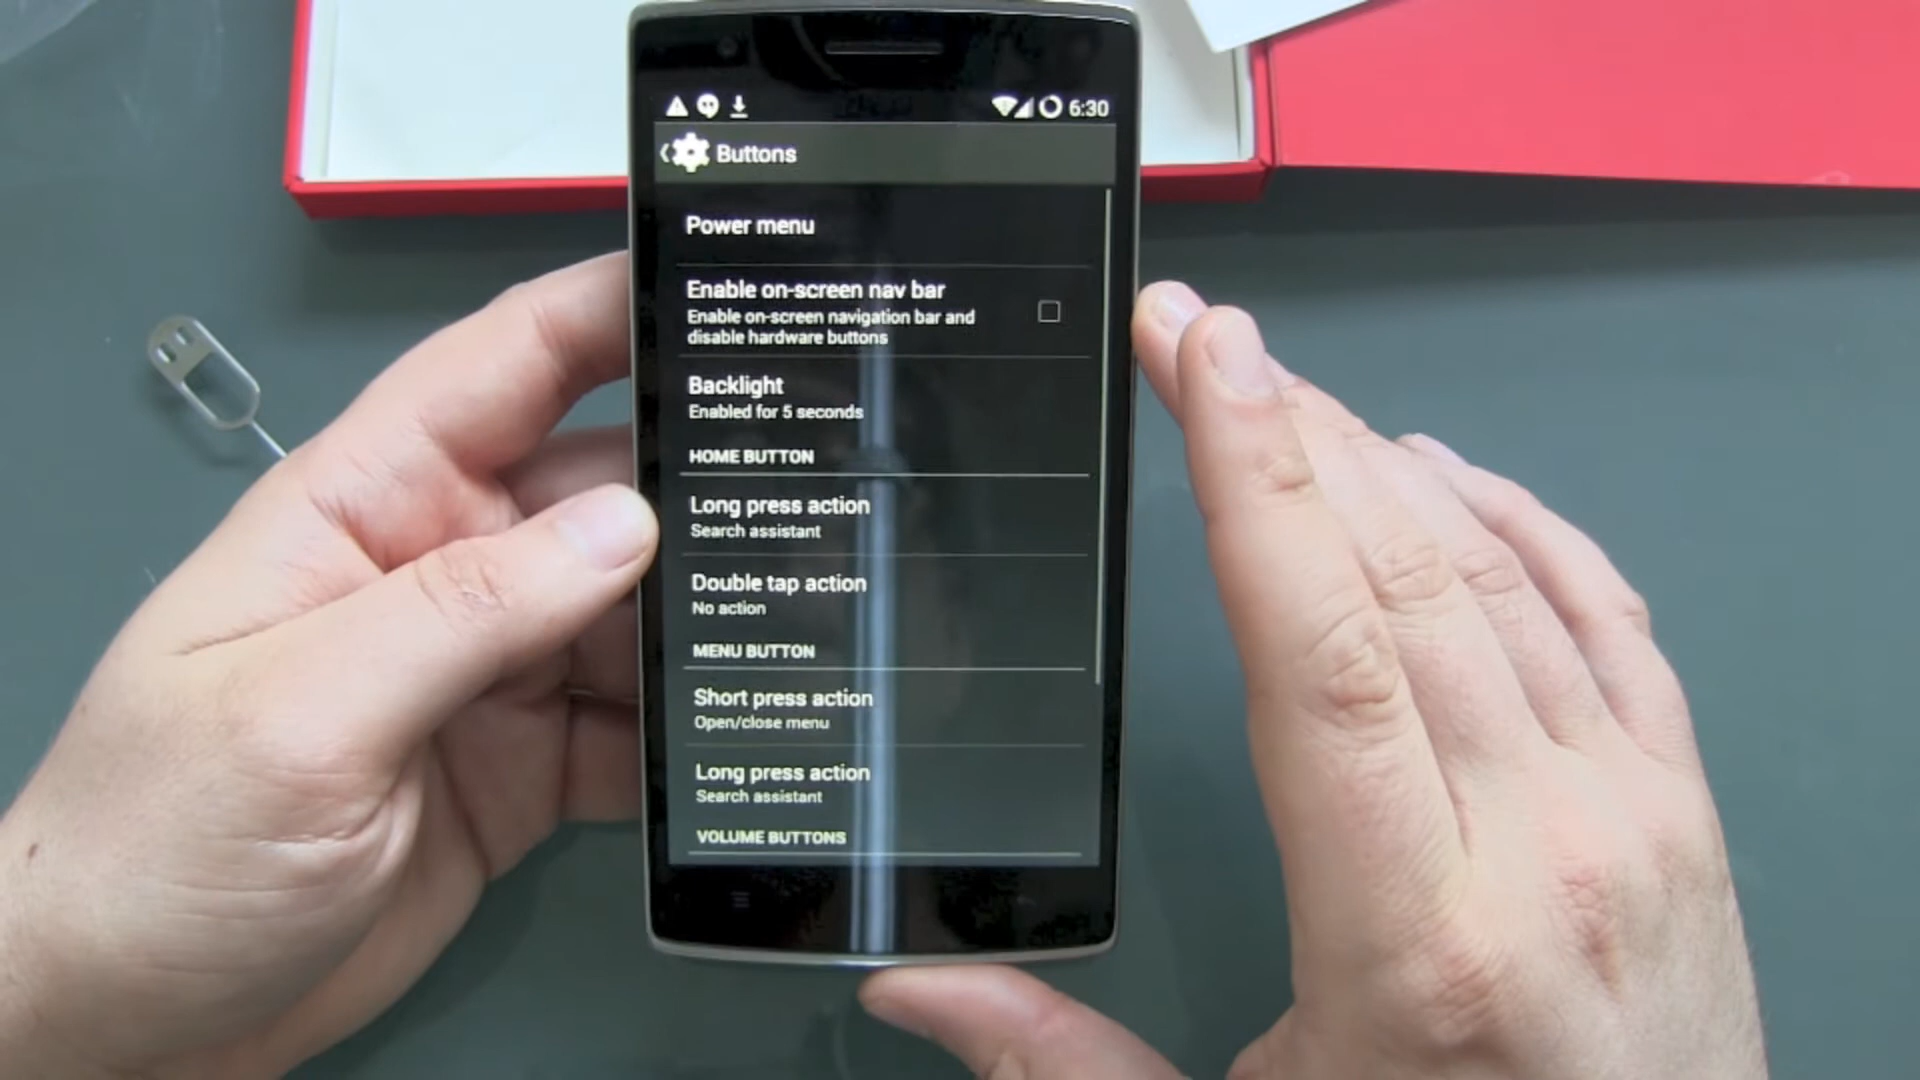 6:30
Buttons
Power menu
Enable on-screen nav bar
Enable on-screen navigation bar and
disable hardware buttons
Backlight
Enabled for 5 seconds
HOME BUTTON
Long press action
Search assistant
Double tap action
No action
MENU BUTTON
Short press action
Open/close menu
Long press action
Search assistant
VOLUME BUTTONS